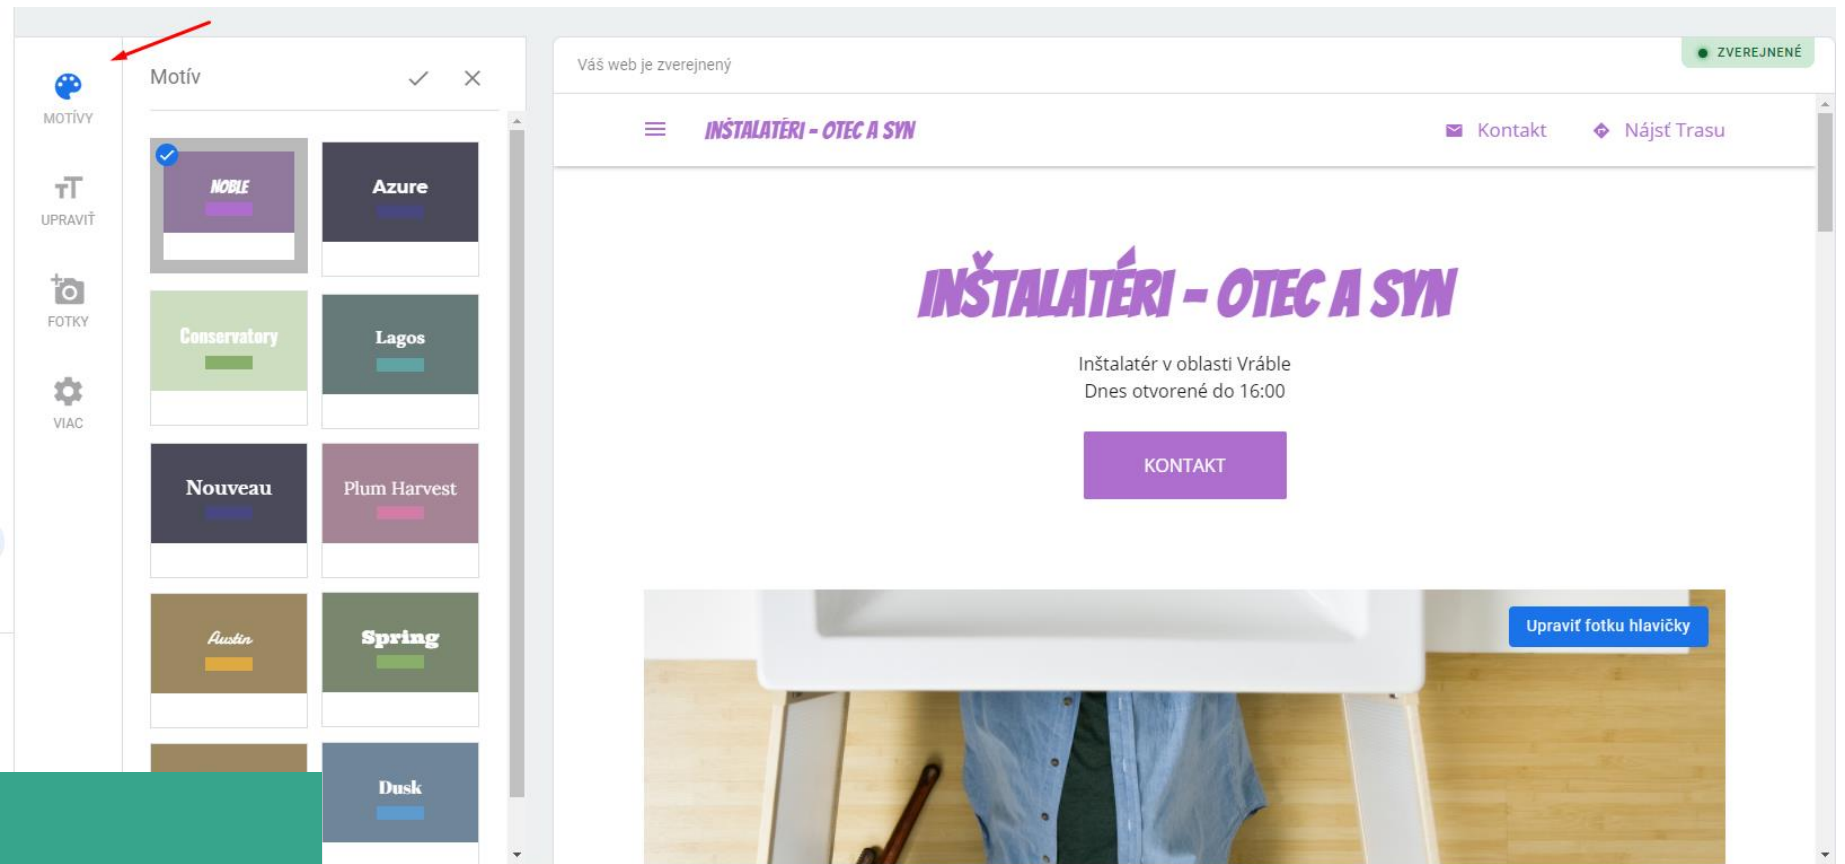 MOTÍVY
UPRAVIŤ
FOTKY
VIAC
Motív
NOBLE
Azure
Conservatory
Lagos
Nouveau
Plum Harvest
Austin
Spring
Dusk
Váš web je zverejnený
ZVEREJNENÉ
INŠTALATÉRI - OTEC A SYN
Kontakt
Nájsť Trasu
INŠTALATÉRI - OTEC A SYN
Inštalatér v oblasti Vráble
Dnes otvorené do 16:00
KONTAKT
Upraviť fotku hlavičky